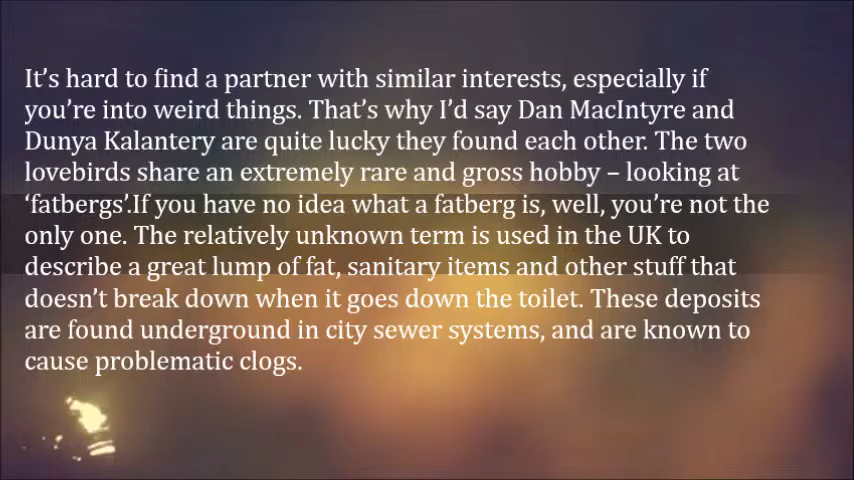 It’s hard to find a partner with similar interests, especially if
you’re into weird things. That’s why I’d say Dan MacIntyre and
Dunya Kalantery are quite lucky they found each other. The two
lovebirds share an extremely rare and gross hobby – looking at
‘fatbergs’.If you have no idea what a fatberg is, well, you’re not the
only one. The relatively unknown term is used in the UK to
describe a great lump of fat, sanitary items and other stuff that
doesn’t break down when it goes down the toilet. These deposits
are found underground in city sewer systems, and are known to
cause problematic clogs.